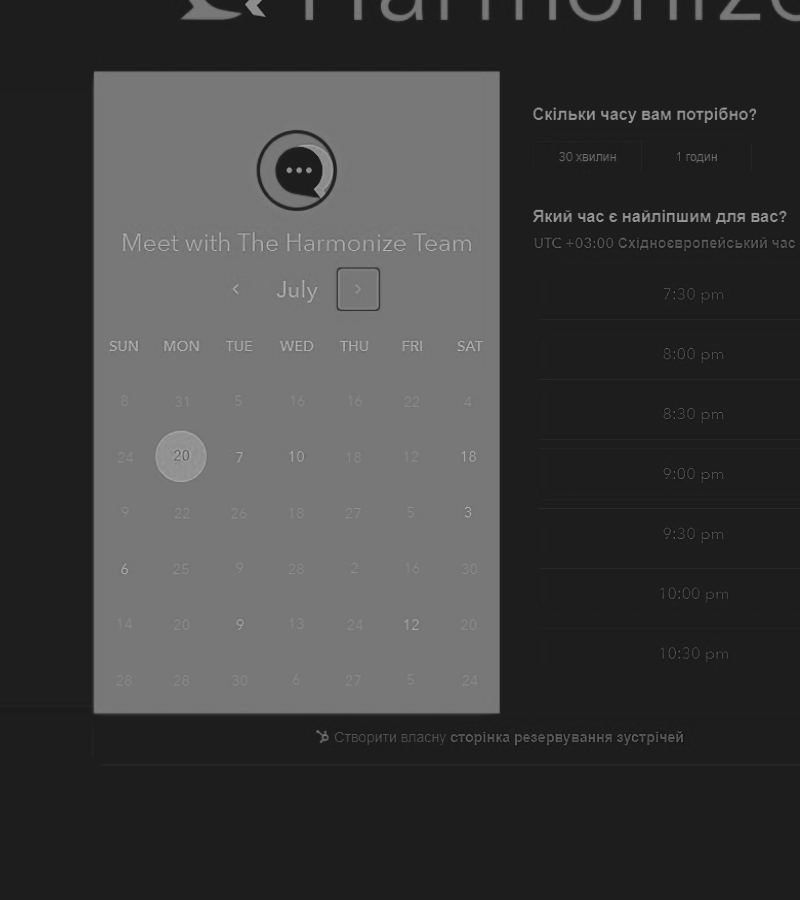 Harmonize
Meet with The Harmonize Team
July
SUN MON TUE WED THU FRI SAT
8 31 5 16 16 22 4
24 20 7 10 18 12 18
9 22 26 18 27 5 3
6 25 9 28 2 16 30
14 20 9 13 24 12 20
28 28 30 6 27 5 24
Скільки часу вам потрібно?
30 хвилин 1 годин
Який час є найліпшим для вас?
UTC +03:00 Східноєвропейський час
7:30 pm
8:00 pm
8:30 pm
9:00 pm
9:30 pm
10:00 pm
10:30 pm
Створити власну сторінка резервування зустрічей